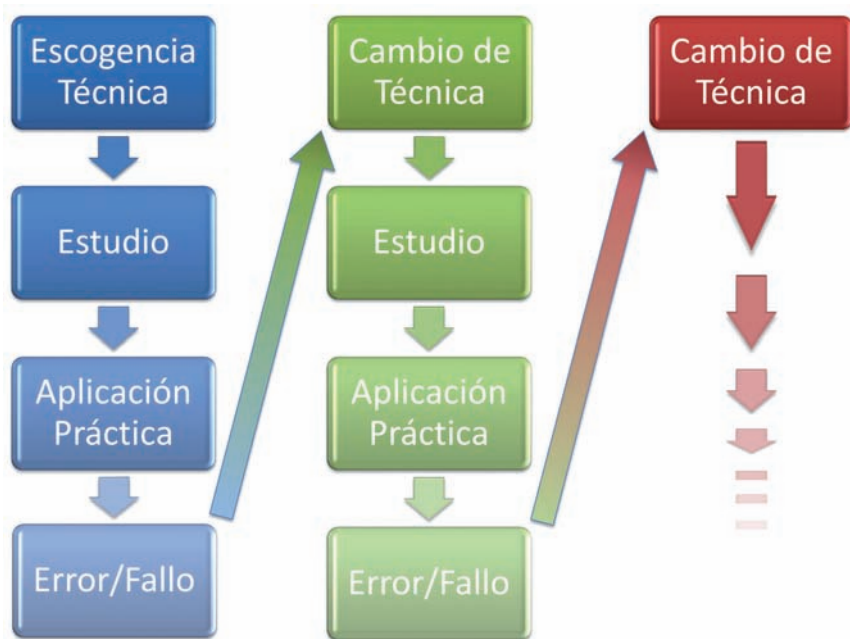 Escogencia
Técnica
Estudio
Aplicación
Práctica
Error/Fallo
Cambio de
Técnica
Estudio
Aplicación
Práctica
Error/Fallo
Cambio de
Técnica